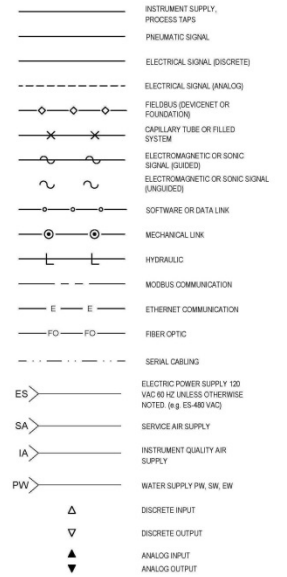 INSTRUMENT SUPPLY,
PROCESS TAPS
PNEUMATIC SIGNAL
ELECTRICAL SIGNAL (DISCRETE)
ELECTRICAL SIGNAL (ANALOG)
FIELDBUS (DEVICENET OR
FOUNDATION)
CAPILLARY TUBE OR FILLED
SYSTEM
ELECTROMAGNETIC OR SONIC
SIGNAL (GUIDED)
ELECTROMAGNETIC OR SONIC SIGNAL
(UNGUIDED)
SOFTWARE OR DATA LINK
MECHANICAL LINK
L L HYDRAULIC
MODBUS COMMUNICATION
E E ETHERNET COMMUNICATION
FO FO FIBER OPTIC
SERIAL CABLING
ES ELECTRIC POWER SUPPLY 120
VAC 60 HZ UNLESS OTHERWISE
NOTED. (e.g. ES-480 VAC)
SA SERVICE AIR SUPPLY
IA INSTRUMENT QUALITY AIR
SUPPLY
PW WATER SUPPLY PW, SW, EW
DISCRETE INPUT
DISCRETE OUTPUT
ANALOG INPUT
ANALOG OUTPUT